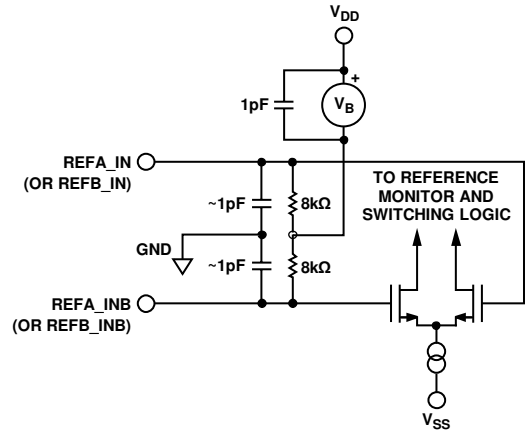 VDD
+
1pF
VB
REFA_IN
(OR REFB_IN)
TO REFERENCE
MONITOR AND
SWITCHING LOGIC
~1pF
8kΩ
GND
~1pF
8kΩ
REFA_INB
(OR REFB_INB)
VSS